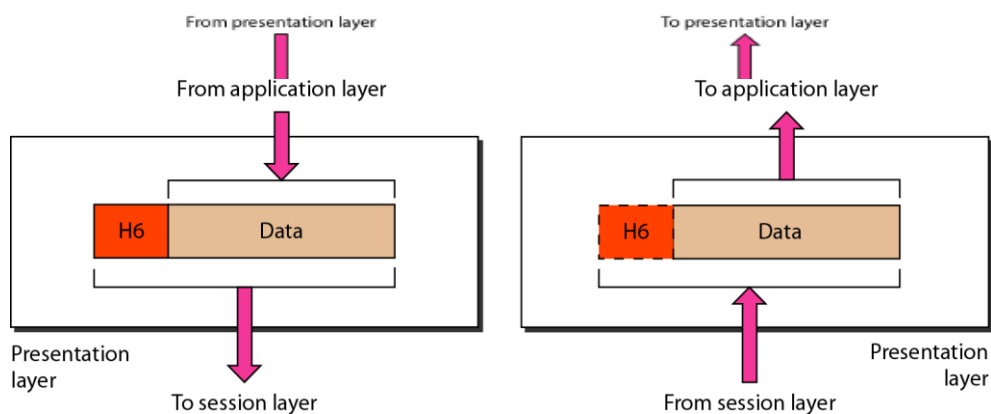 From presentation layer
To presentation layer
From application layer
To application layer
H6
Data
H6
Data
Presentation
layer
Presentation
layer
To session layer
From session layer